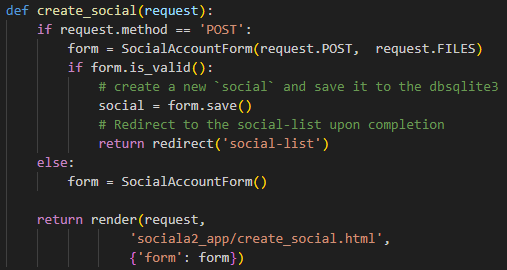 def create_social(request):
    if request.method == 'POST':
        form = SocialAccountForm(request.POST,  request.FILES)
        if form.is_valid():
            # create a new `social` and save it to the dbsqlite3
            social = form.save()
            # Redirect to the social-list upon completion
            return redirect('social-list')
    else:
        form = SocialAccountForm()

    return render(request,
                'sociala2_app/create_social.html',
                {'form': form})